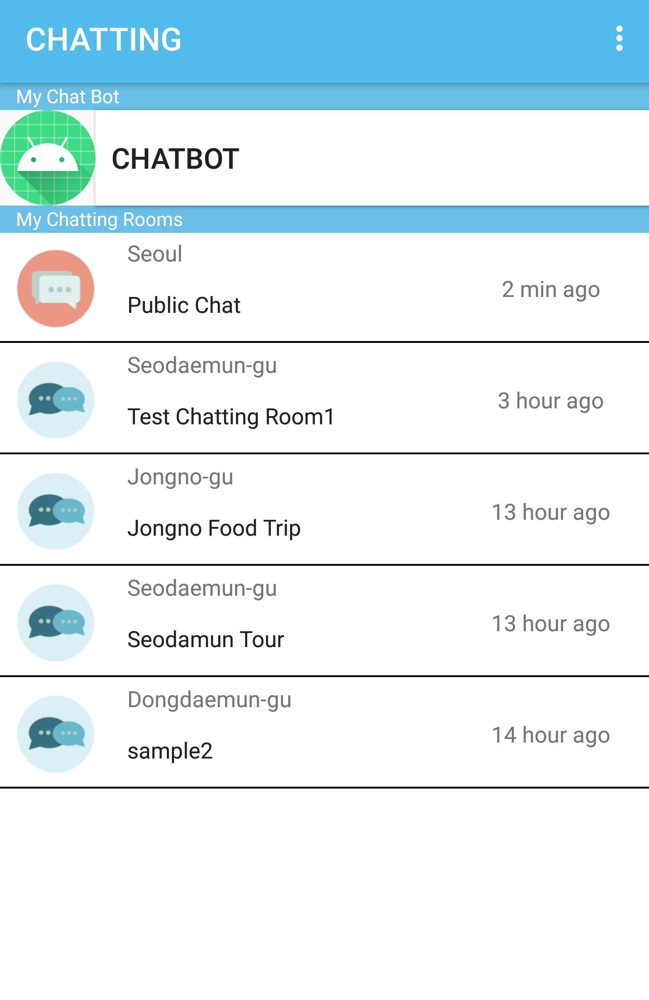 CHATTING
My Chat Bot
CHATBOT
My Chatting Rooms
Seoul
Public Chat
2 min ago
Seodaemun-gu
Test Chatting Room1
3 hour ago
Jongno-gu
Jongno Food Trip
13 hour ago
Seodaemun-gu
Seodamun Tour
13 hour ago
Dongdaemun-gu
sample2
14 hour ago